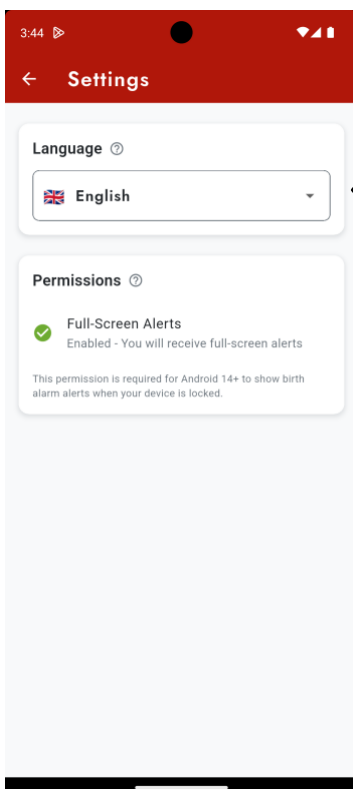 3:44
Settings
Language
English
Permissions
Full-Screen Alerts
Enabled - You will receive full-screen alerts
This permission is required for Android 14+ to show birth
alarm alerts when your device is locked.